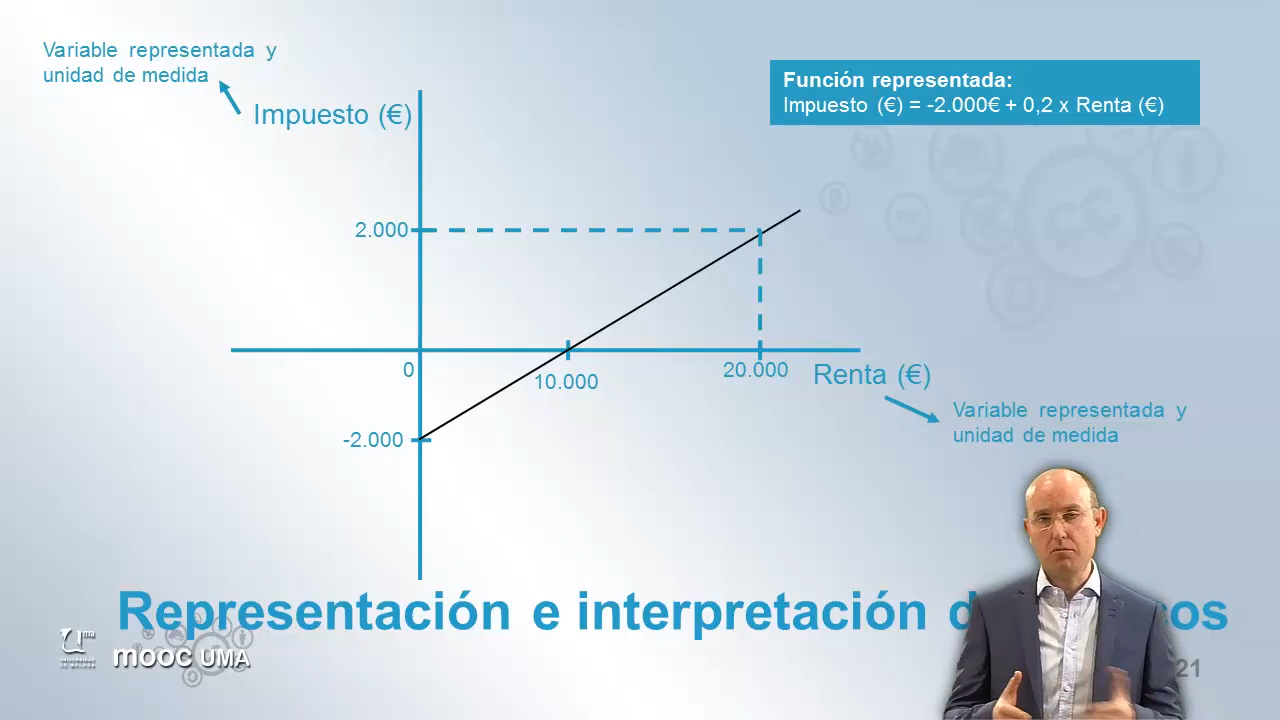 Variable representada y
unidad de medida
Impuesto (€)
Función representada:
Impuesto (€) = -2.000€ + 0,2 x Renta (€)
2.000
0
10.000
20.000
Renta (€)
Variable representada y
unidad de medida
-2.000
Representación e interpretación
mooc UMA
21